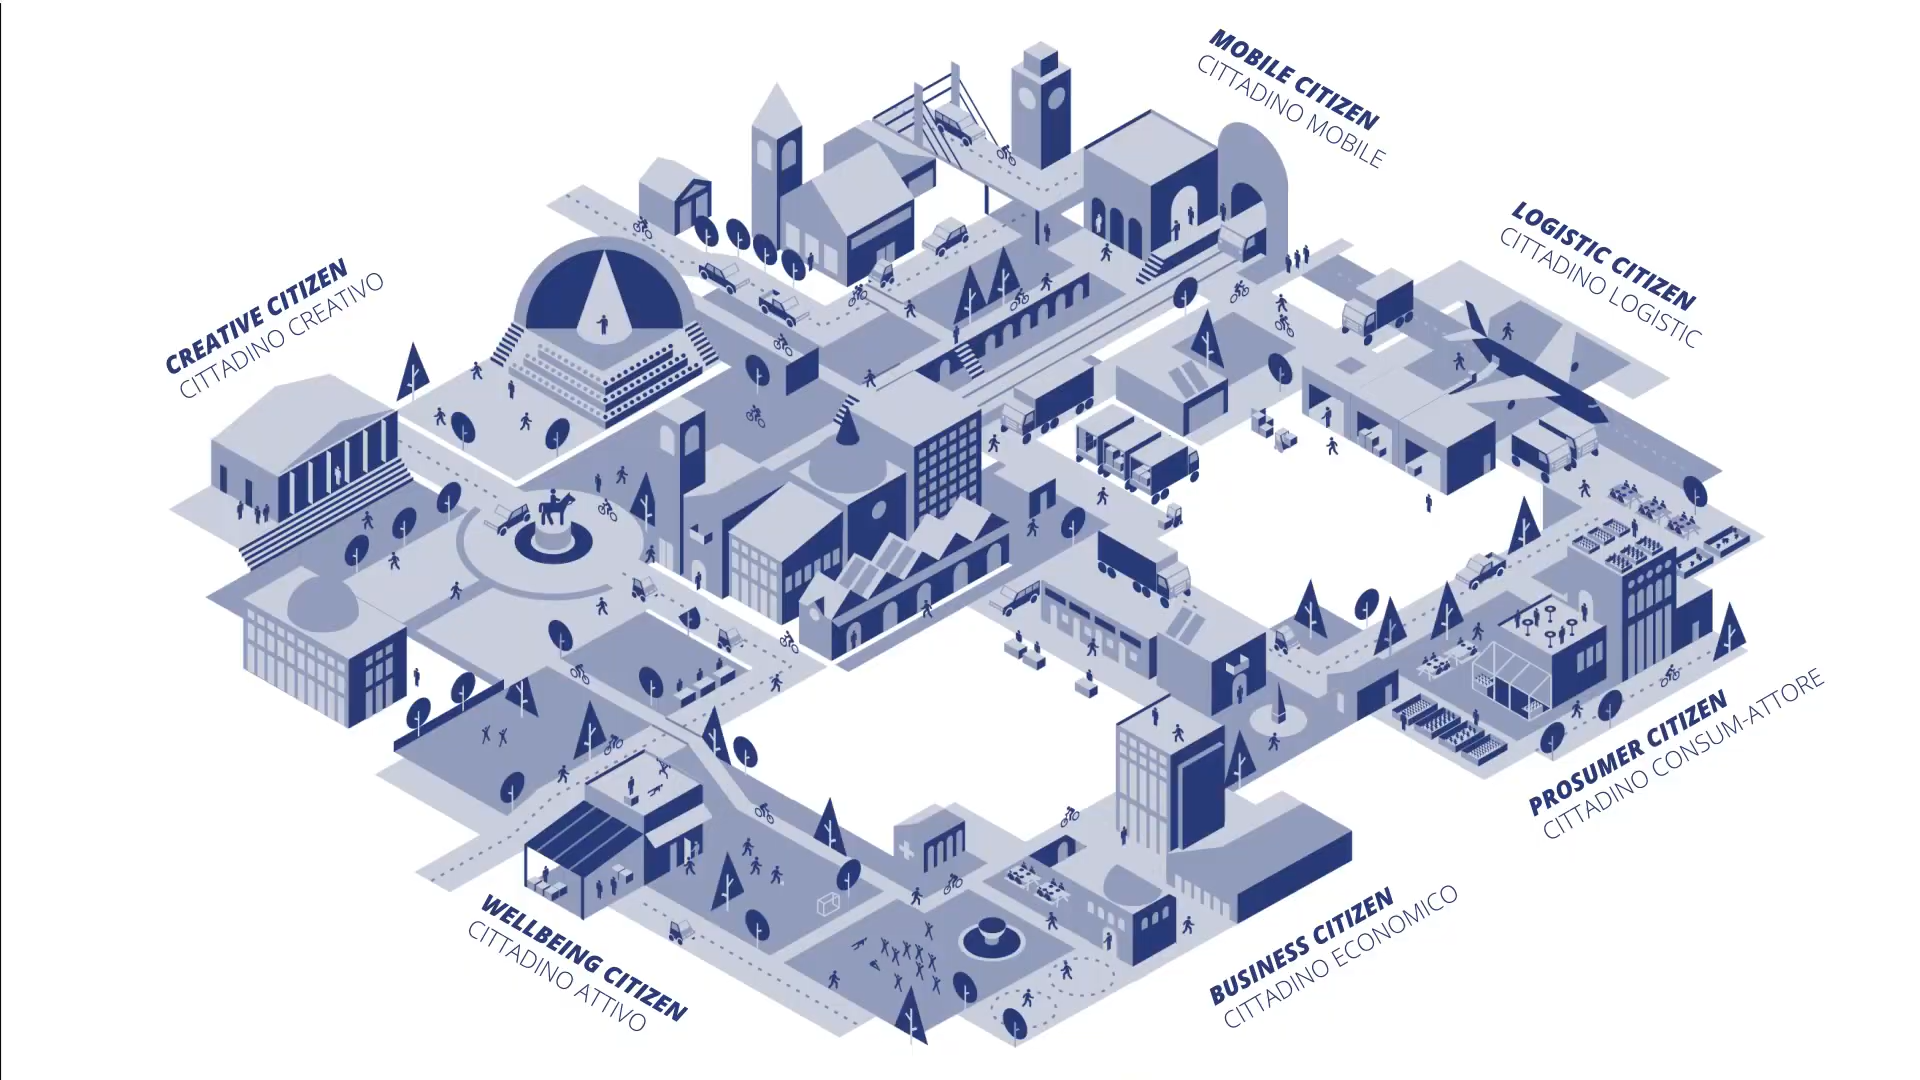 MOBILE CITIZEN
CITTADINO MOBILE
LOGISTIC CITIZEN
CITTADINO LOGISTIC
CREATIVE CITIZEN
CITTADINO CREATIVO
PROSUMER CITIZEN
CITTADINO CONSUM-ATTORE
WELLBEING CITIZEN
CITTADINO ATTIVO
BUSINESS CITIZEN
CITTADINO ECONOMICO